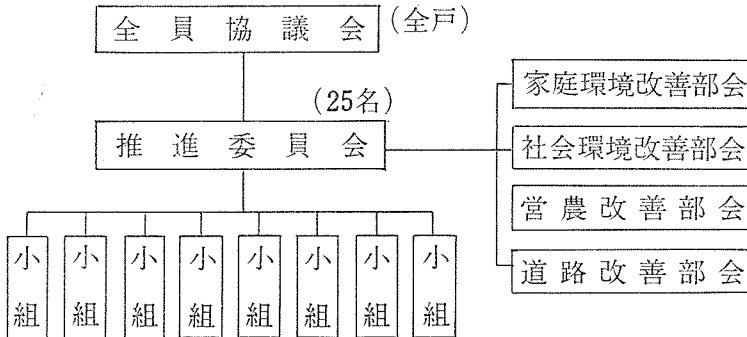 全員協議会
(全戸)
(25名)
推進委員会
家庭環境改善部会
社会環境改善部会
営農改善部会
道路改善部会
小組
小組
小組
小組
小組
小組
小組
小組